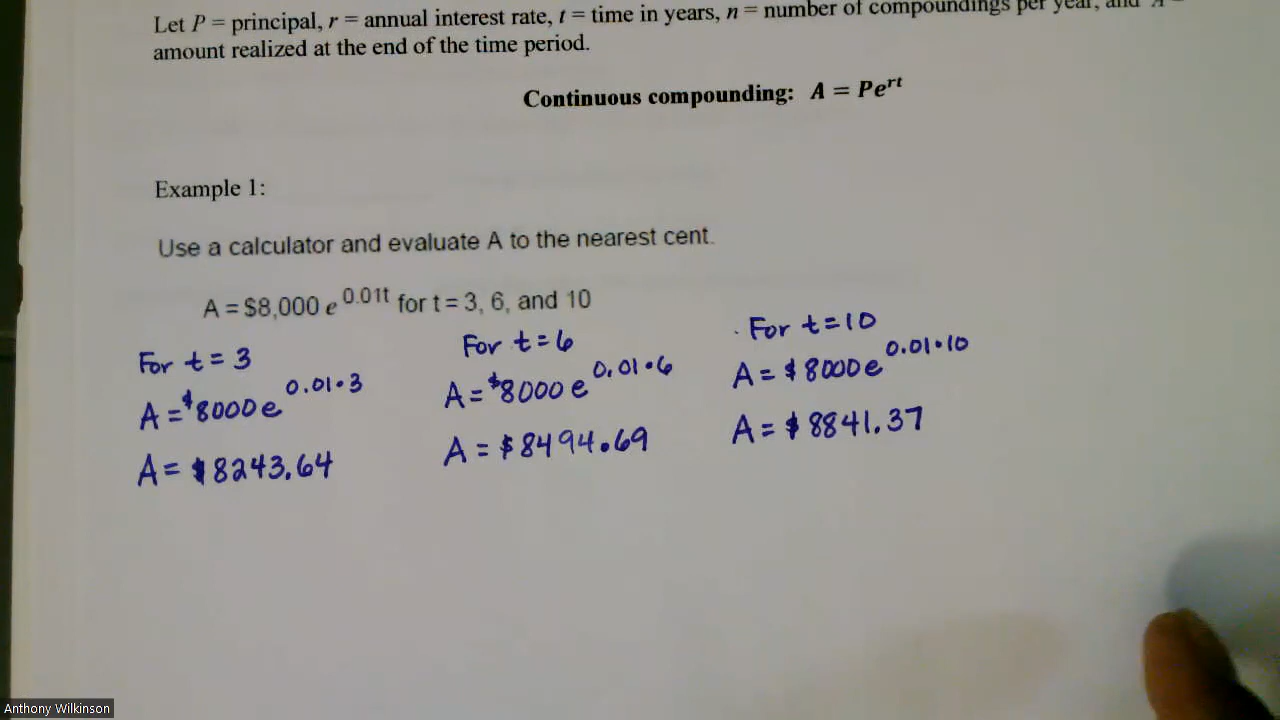 Let P = principal, r = annual interest rate, t = time in years, n = number of compoundings per year, and A =
amount realized at the end of the time period.
Continuous compounding: A = Pe^rt
Example 1:
Use a calculator and evaluate A to the nearest cent.
A = $8,000 e^0.01t for t = 3, 6, and 10
For t = 3
A = $8000 e^0.01•3
A = $8243.64
For t = 6
A = $8000 e^0.01•6
A = $8494.69
For t = 10
A = $8000 e^0.01•10
A = $8841.37
Anthony Wilkinson